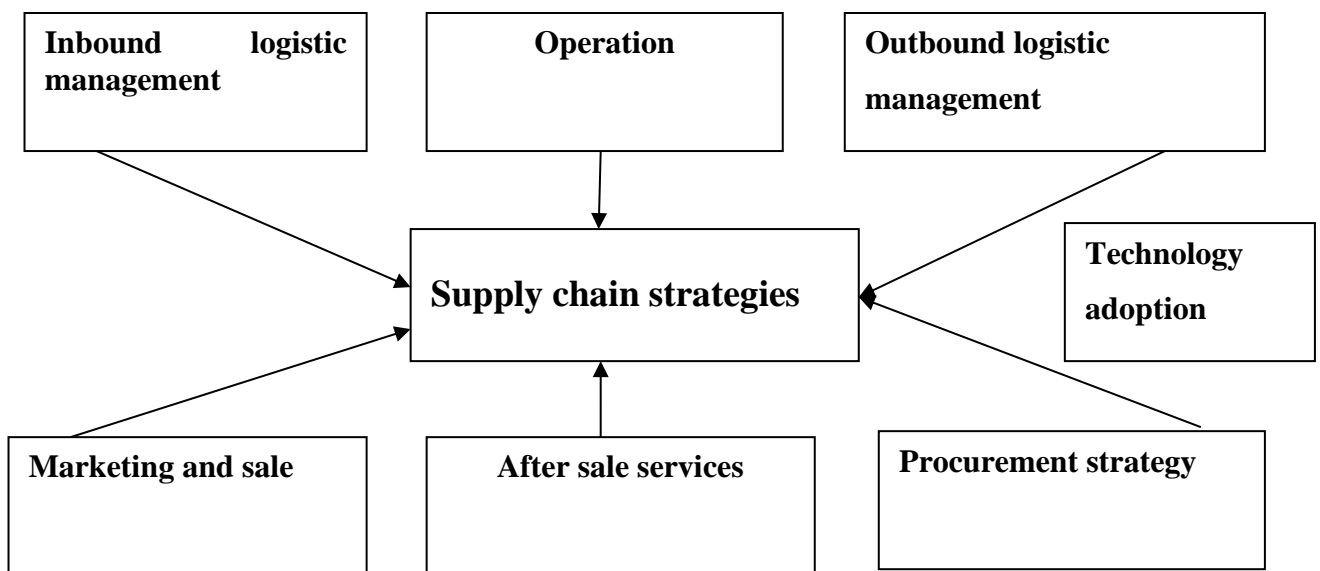 Inbound logistic
management
Operation
Outbound logistic
management
Technology
adoption
Supply chain strategies
Marketing and sale
After sale services
Procurement strategy